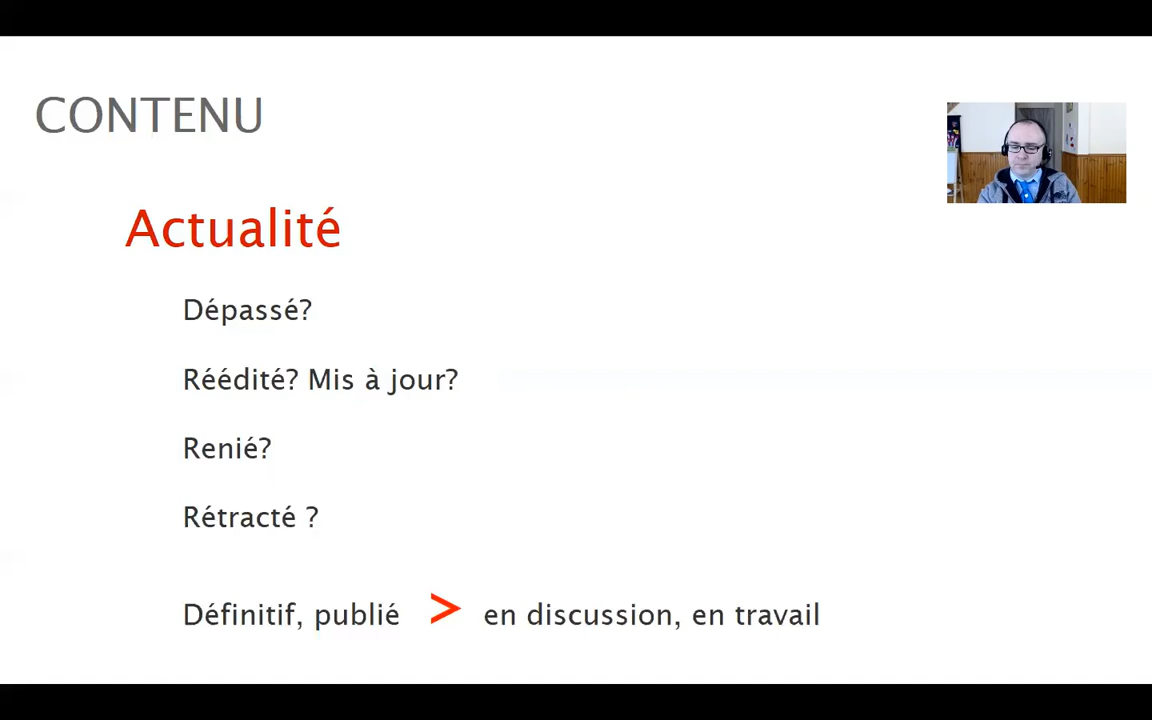 CONTENU
Actualité
Dépassé?
Réédité? Mis à jour?
Renié?
Rétracté ?
Définitif, publié > en discussion, en travail